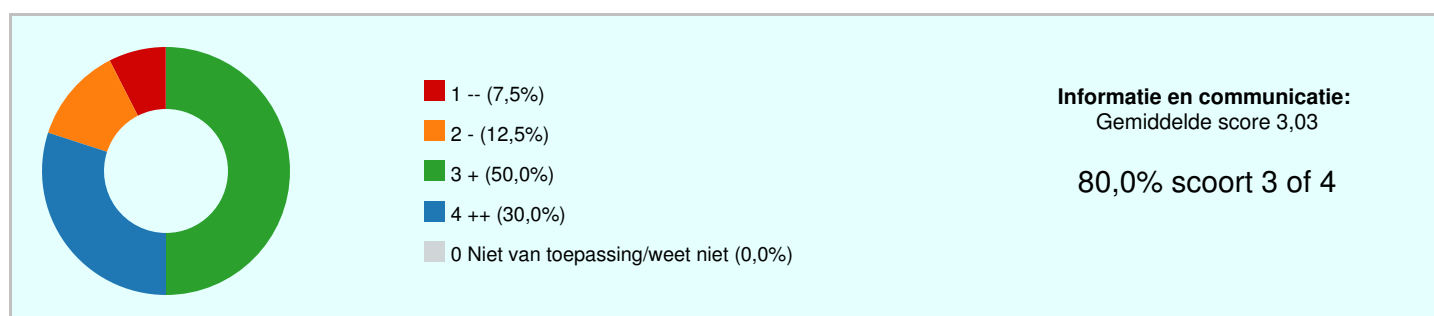 1 -- (7,5%)
2 - (12,5%)
3 + (50,0%)
4 ++ (30,0%)
0 Niet van toepassing/weet niet (0,0%)
Informatie en communicatie:
Gemiddelde score 3,03
80,0% scoort 3 of 4